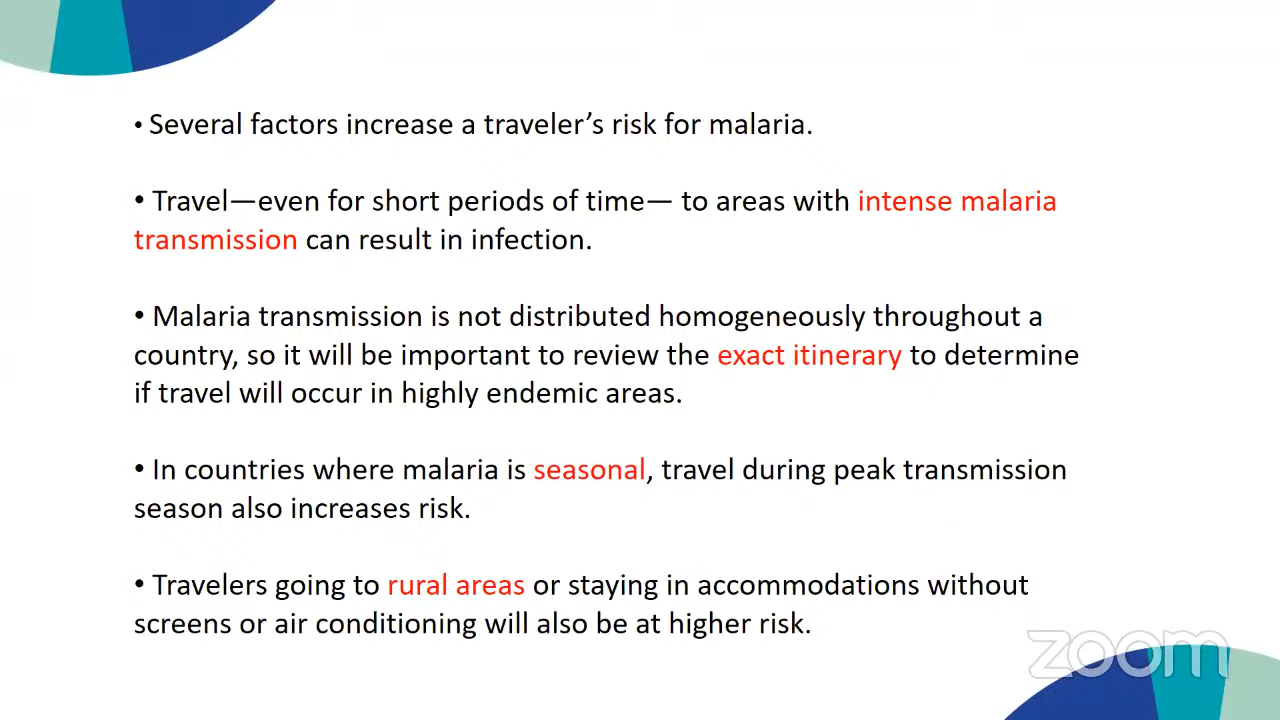 • Several factors increase a traveler’s risk for malaria.
• Travel—even for short periods of time— to areas with intense malaria
transmission can result in infection.
• Malaria transmission is not distributed homogeneously throughout a
country, so it will be important to review the exact itinerary to determine
if travel will occur in highly endemic areas.
• In countries where malaria is seasonal, travel during peak transmission
season also increases risk.
• Travelers going to rural areas or staying in accommodations without
screens or air conditioning will also be at higher risk.
zoom